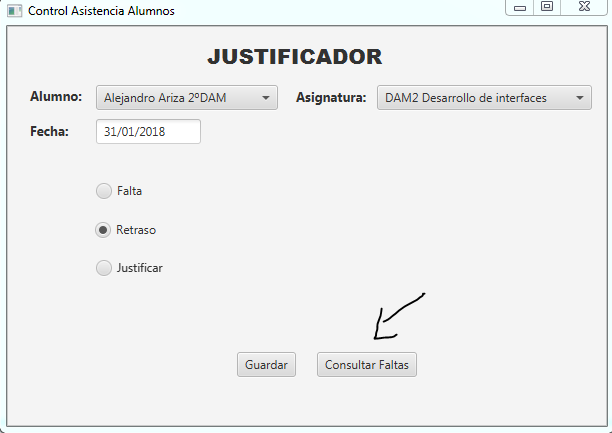 Control Asistencia Alumnos
JUSTIFICADOR
Alumno: Alejandro Ariza 2ºDAM Asignatura: DAM2 Desarrollo de interfaces
Fecha: 31/01/2018
Falta
Retraso
Justificar
Guardar Consultar Faltas